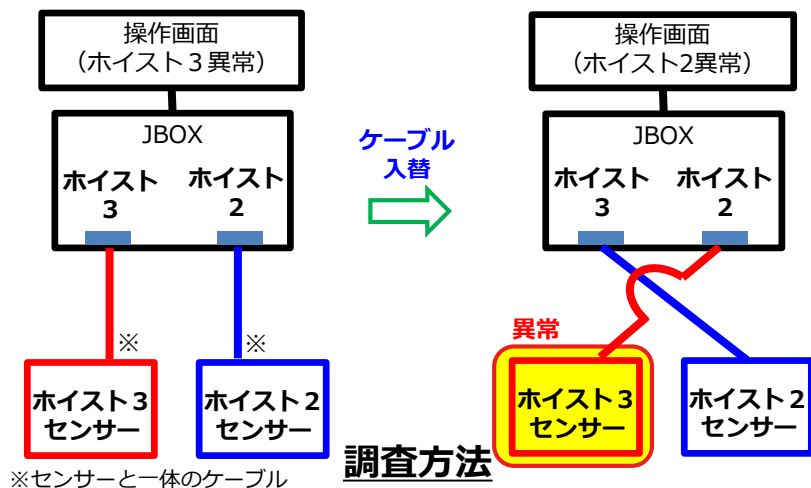 操作画面
(ホイスト3異常)
JBOX
ホイスト
3
ホイスト
2
※
※
ホイスト3
センサー
ホイスト2
センサー
※センサーと一体のケーブル
ケーブル
入替
調査方法
操作画面
(ホイスト2異常)
JBOX
ホイスト
3
ホイスト
2
異常
ホイスト3
センサー
ホイスト2
センサー